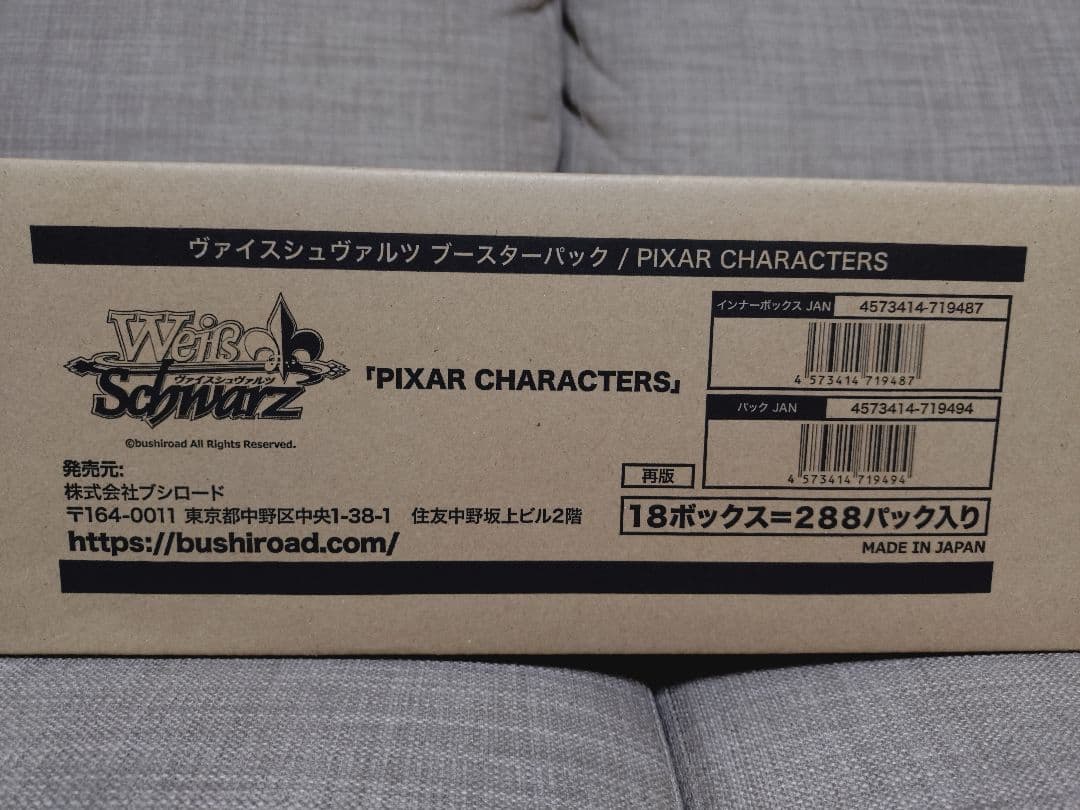 ヴァイスシュヴァルツ ブースターパック / PIXAR CHARACTERS
Weiß
ヴァイスシュヴァルツ
Schwarz
©bushiroad All Rights Reserved.
「PIXAR CHARACTERS」
インナーボックス JAN 4573414-719487
4 573414 719487
パック JAN 4573414-719494
4 573414 719494
発売元:
株式会社ブシロード
〒164-0011 東京都中野区中央1-38-1 住友中野坂上ビル2階
https://bushiroad.com/
再版
18ボックス=288パック入り
MADE IN JAPAN